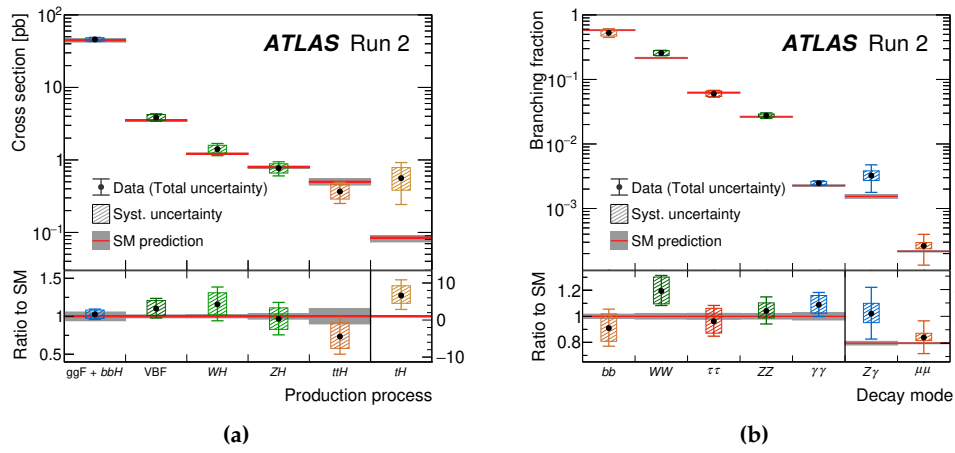 Cross section [pb]
10²
10
1
10⁻¹
ATLAS Run 2
Data (Total uncertainty)
Syst. uncertainty
SM prediction
Ratio to SM
1.5
1.0
0.5
10
0
−10
ggF + bbH VBF WH ZH ttH tH
Production process
(a)
Branching fraction
1
10⁻¹
10⁻²
10⁻³
ATLAS Run 2
Data (Total uncertainty)
Syst. uncertainty
SM prediction
Ratio to SM
1.2
1.0
0.8
bb WW ττ ZZ γγ Zγ μμ
Decay mode
(b)